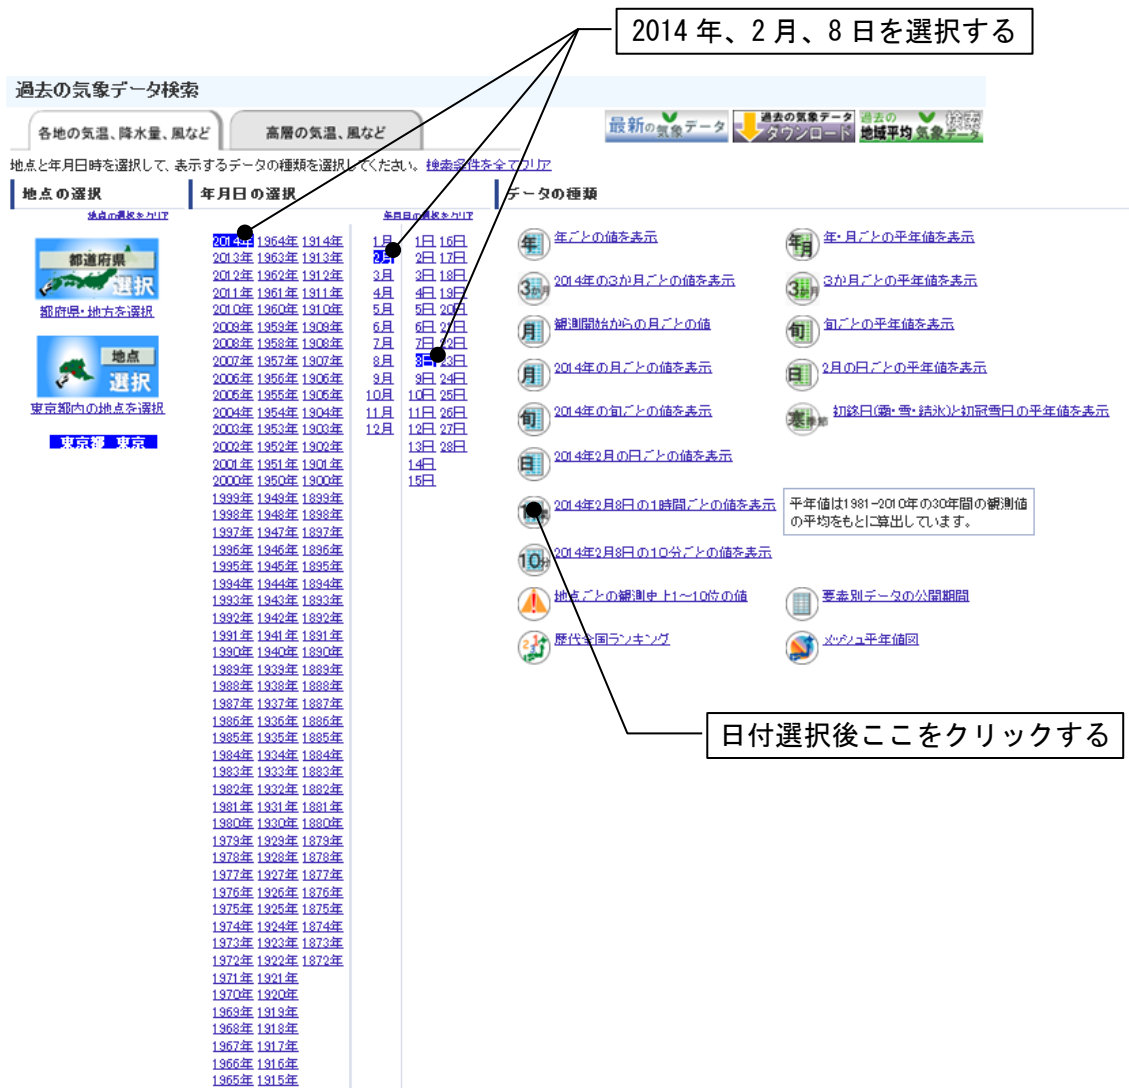 2014年、2月、8日を選択する
過去の気象データ検索
各地の気温、降水量、風など
高層の気温、風など
最新の気象データ
過去の気象データ
ダウンロード
過去の
地域平均気象データ
検索
地点と年月日時を選択して、表示するデータの種類を選択してください。 検索条件を全てクリア
地点の選択
年月日の選択
データの種類
地点の選択をクリア
年月日の選択をクリア
都道府県
選択
都府県・地方を選択
地点
選択
東京都内の地点を選択
東京都 東京
2014年 1964年 1914年
2013年 1963年 1913年
2012年 1962年 1912年
2011年 1961年 1911年
2010年 1960年 1910年
2009年 1959年 1909年
2008年 1958年 1908年
2007年 1957年 1907年
2006年 1956年 1906年
2005年 1955年 1905年
2004年 1954年 1904年
2003年 1953年 1903年
2002年 1952年 1902年
2001年 1951年 1901年
2000年 1950年 1900年
1999年 1949年 1899年
1998年 1948年 1898年
1997年 1947年 1897年
1996年 1946年 1896年
1995年 1945年 1895年
1994年 1944年 1894年
1993年 1943年 1893年
1992年 1942年 1892年
1991年 1941年 1891年
1990年 1940年 1890年
1989年 1939年 1889年
1988年 1938年 1888年
1987年 1937年 1887年
1986年 1936年 1886年
1985年 1935年 1885年
1984年 1934年 1884年
1983年 1933年 1883年
1982年 1932年 1882年
1981年 1931年 1881年
1980年 1930年 1880年
1979年 1929年 1879年
1978年 1928年 1878年
1977年 1927年 1877年
1976年 1926年 1876年
1975年 1925年 1875年
1974年 1924年 1874年
1973年 1923年 1873年
1972年 1922年 1872年
1971年 1921年
1970年 1920年
1969年 1919年
1968年 1918年
1967年 1917年
1966年 1916年
1965年 1915年
1月
2月
3月
4月
5月
6月
7月
8月
9月
10月
11月
12月
1日 16日
2日 17日
3日 18日
4日 19日
5日 20日
6日 21日
7日 22日
8日 23日
9日 24日
10日 25日
11日 26日
12日 27日
13日 28日
14日
15日
年 年ごとの値を表示
3か月 2014年の3か月ごとの値を表示
月 観測開始からの月ごとの値
月 2014年の月ごとの値を表示
旬 2014年の旬ごとの値を表示
日 2014年2月の日ごとの値を表示
2014年2月8日の1時間ごとの値を表示
10分 2014年2月8日の10分ごとの値を表示
地点ごとの観測史上1～10位の値
歴代全国ランキング
年月 年・月ごとの平年値を表示
3か月 3か月ごとの平年値を表示
旬 旬ごとの平年値を表示
日 2月の日ごとの平年値を表示
寒 初終日(霜・雪・結氷)と初冠雪日の平年値を表示
平年値は1981-2010年の30年間の観測値
の平均をもとに算出しています。
要素別データの公開期間
メッシュ平年値図
日付選択後ここをクリックする